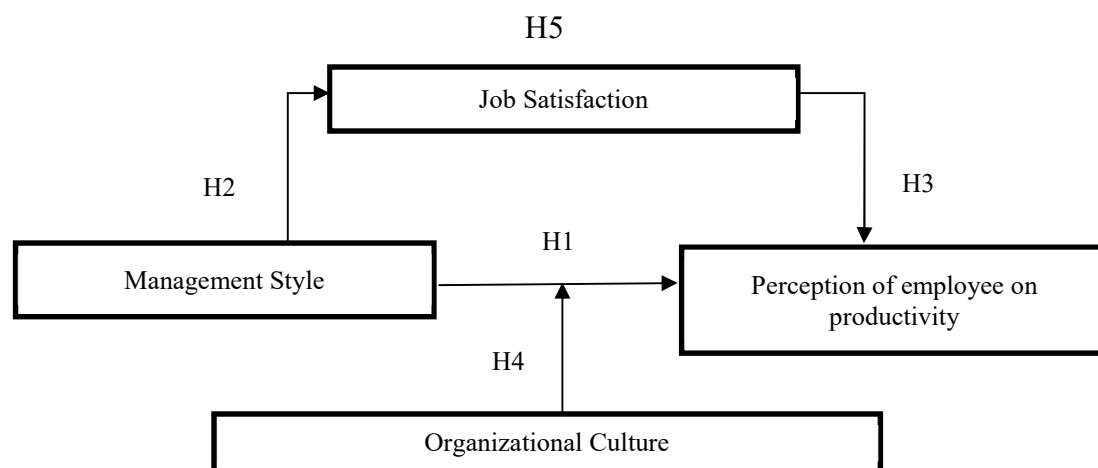 H5
Job Satisfaction
H2
H3
H1
Management Style
Perception of employee on
productivity
H4
Organizational Culture